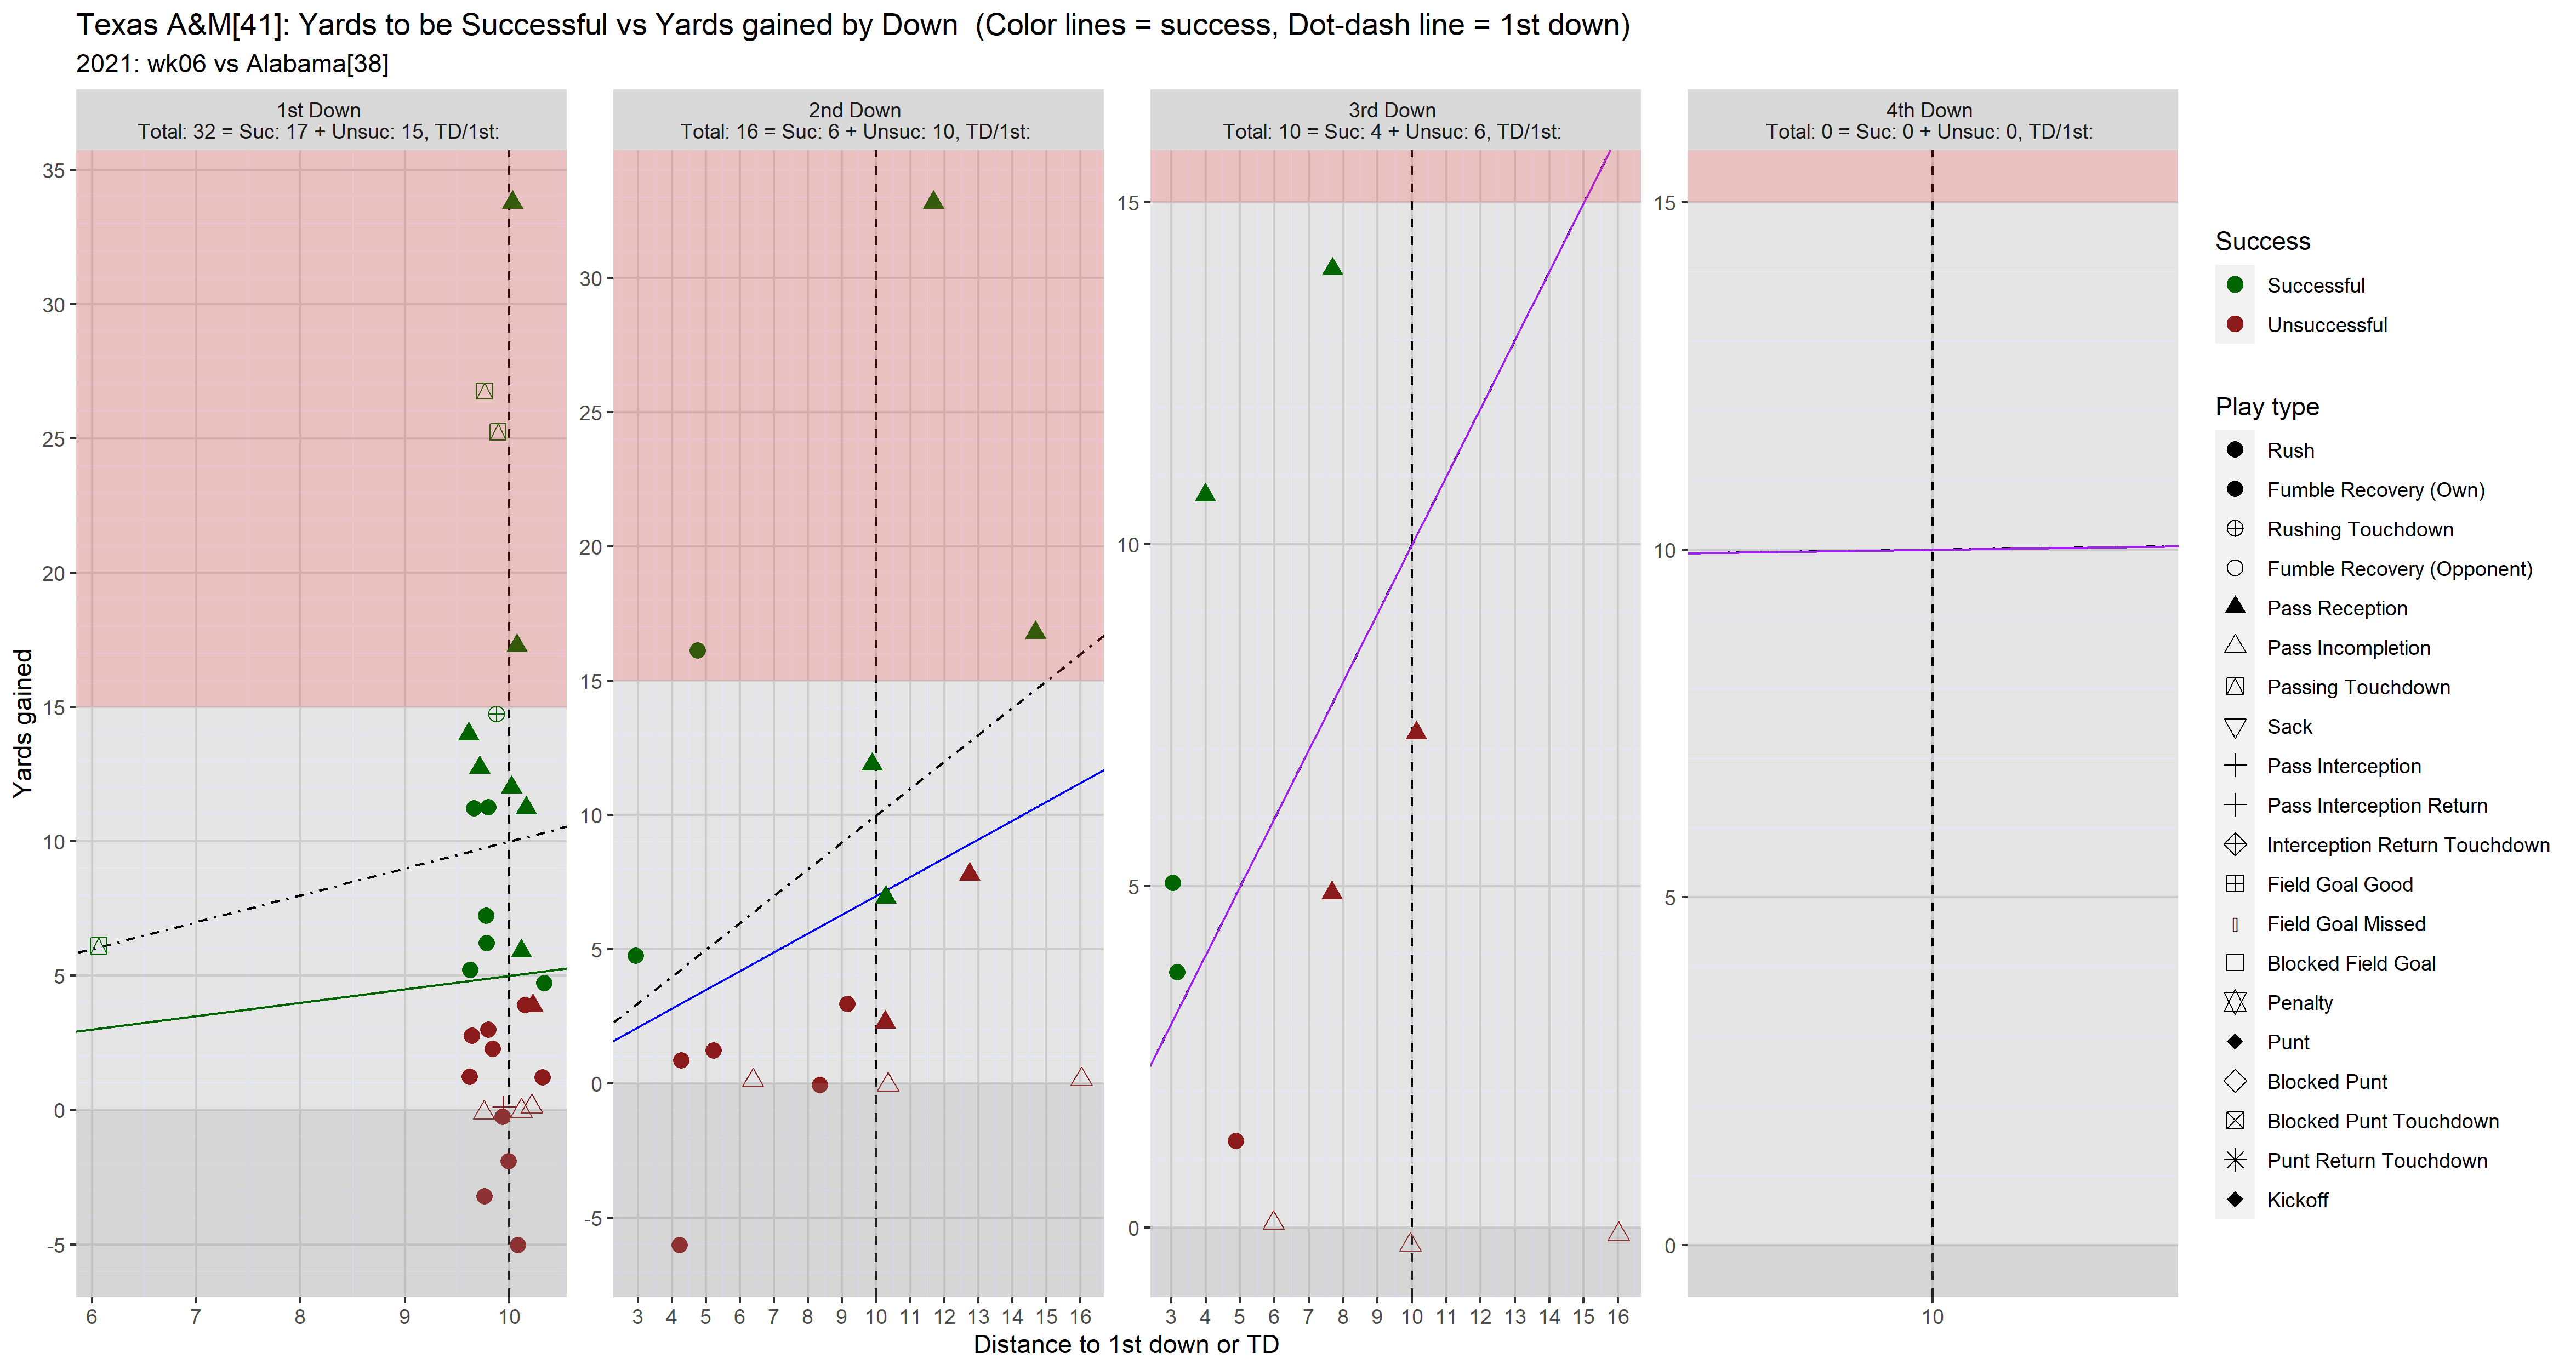 Texas A&M[41]: Yards to be Successful vs Yards gained by Down  (Color lines = success, Dot-dash line = 1st down)
2021: wk06 vs Alabama[38]
1st Down
Total: 32 = Suc: 17 + Unsuc: 15, TD/1st:
2nd Down
Total: 16 = Suc: 6 + Unsuc: 10, TD/1st:
3rd Down
Total: 10 = Suc: 4 + Unsuc: 6, TD/1st:
4th Down
Total: 0 = Suc: 0 + Unsuc: 0, TD/1st:
Yards gained
35
30
25
20
15
10
5
0
-5
6 7 8 9 10
30
25
20
15
10
5
0
-5
3 4 5 6 7 8 9 10 11 12 13 14 15 16
15
10
5
0
3 4 5 6 7 8 9 10 11 12 13 14 15 16
15
10
5
0
10
Distance to 1st down or TD
Success
Successful
Unsuccessful
Play type
Rush
Fumble Recovery (Own)
Rushing Touchdown
Fumble Recovery (Opponent)
Pass Reception
Pass Incompletion
Passing Touchdown
Sack
Pass Interception
Pass Interception Return
Interception Return Touchdown
Field Goal Good
Field Goal Missed
Blocked Field Goal
Penalty
Punt
Blocked Punt
Blocked Punt Touchdown
Punt Return Touchdown
Kickoff